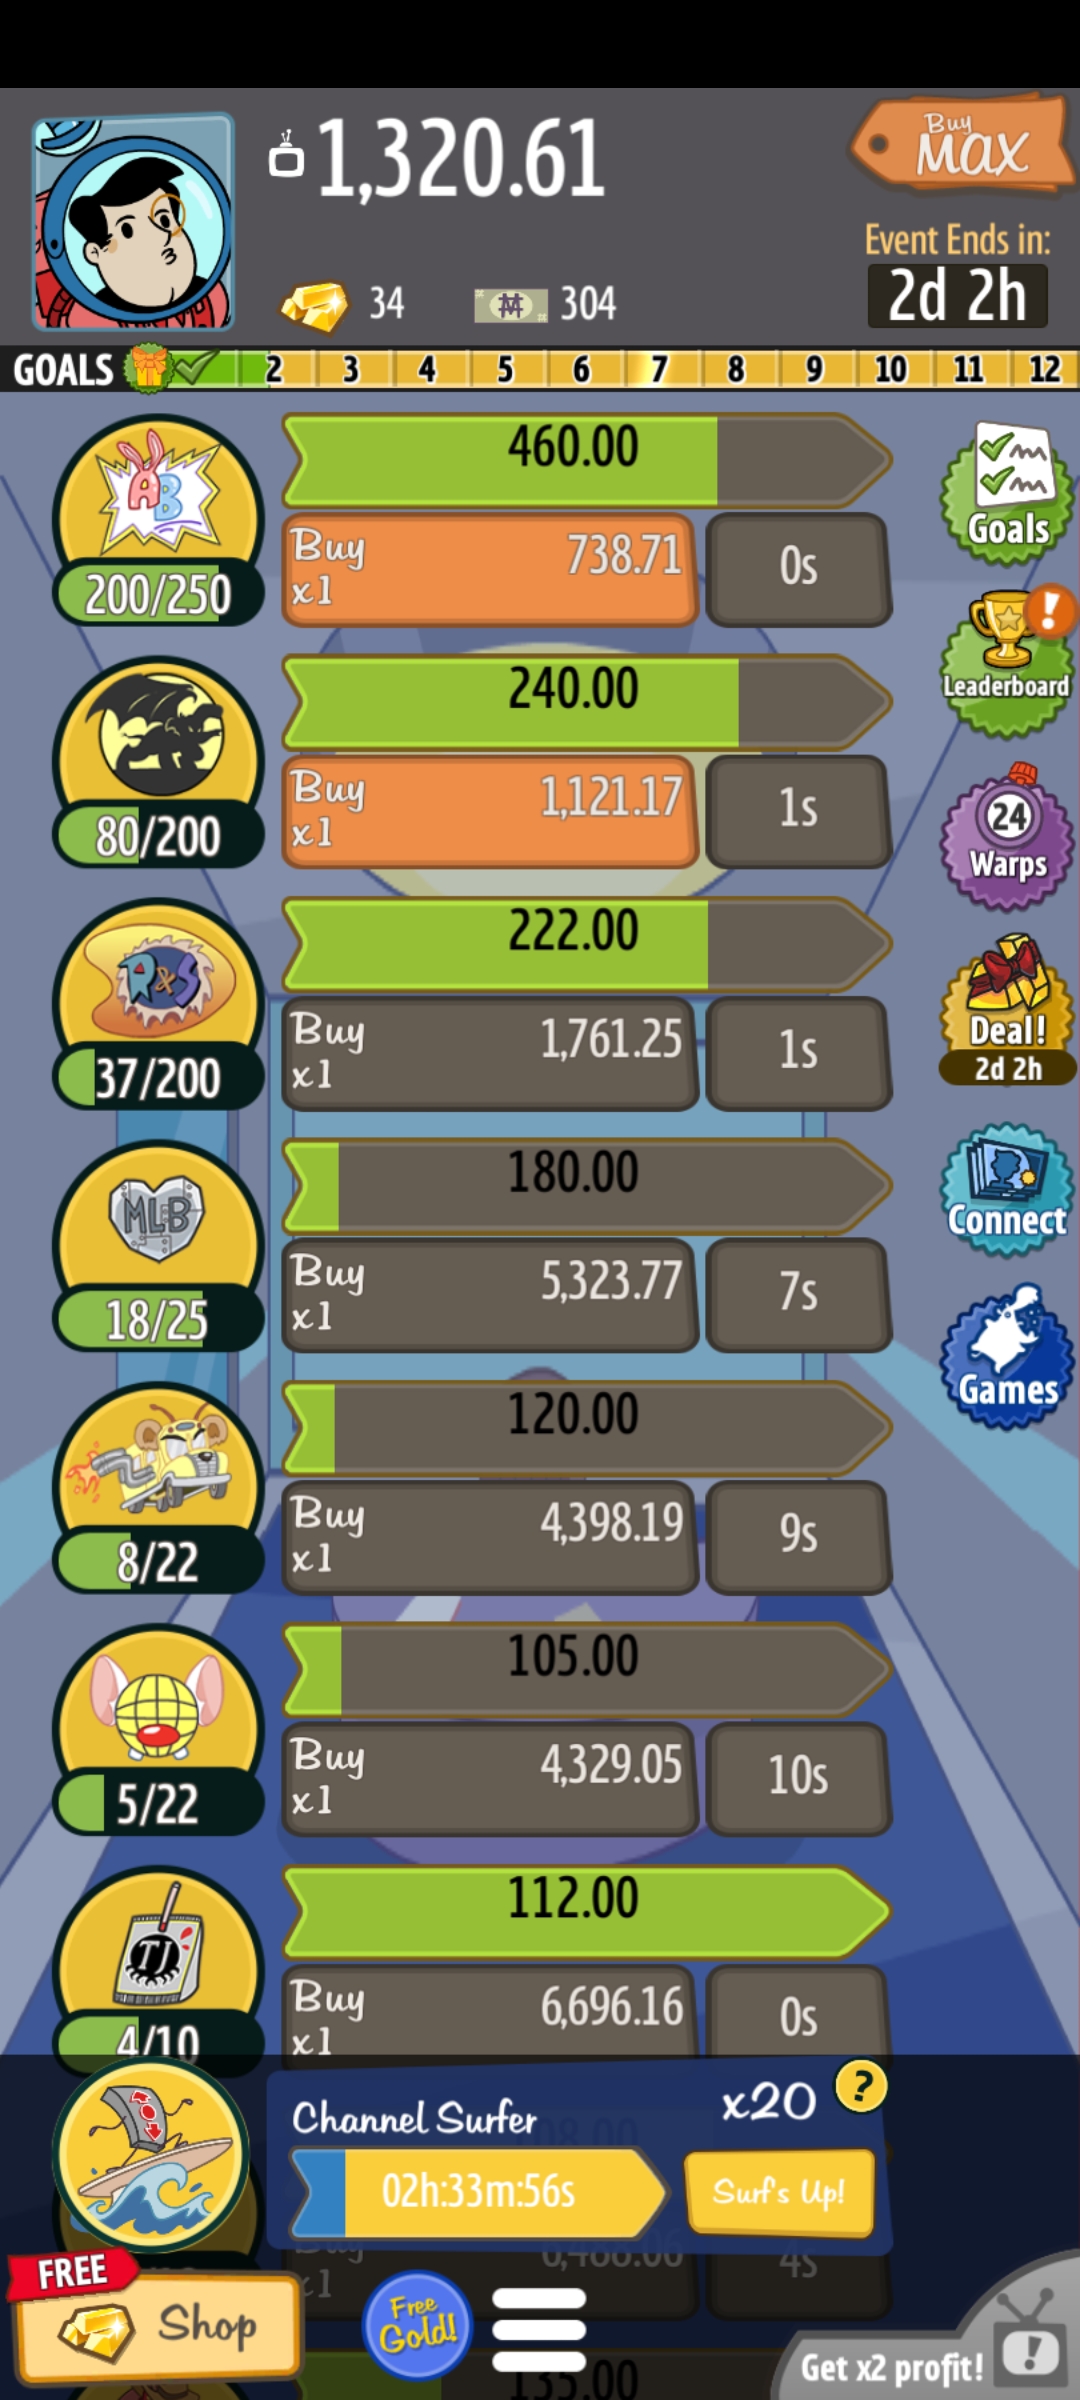 1,320.61
Buy
MAX
34
304
Event Ends in:
2d 2h
GOALS 2 3 4 5 6 7 8 9 10 11 12
AB
460.00
200/250
Buy
x1
738.71
0s
Goals
240.00
80/200
Buy
x1
1,121.17
1s
!
Leaderboard
24
Warps
R&S
222.00
37/200
Buy
x1
1,761.25
1s
Deal!
2d 2h
MLB
180.00
18/25
Buy
x1
5,323.77
7s
Connect
Games
120.00
8/22
Buy
x1
4,398.19
9s
105.00
5/22
Buy
x1
4,329.05
10s
TJ
112.00
4/10
Buy
x1
6,696.16
0s
Channel Surfer
x20
?
02h:33m:56s
Surf's Up!
Buy
x1
4s
FREE
Shop
Free
Gold!
135.00
Get x2 profit!
!